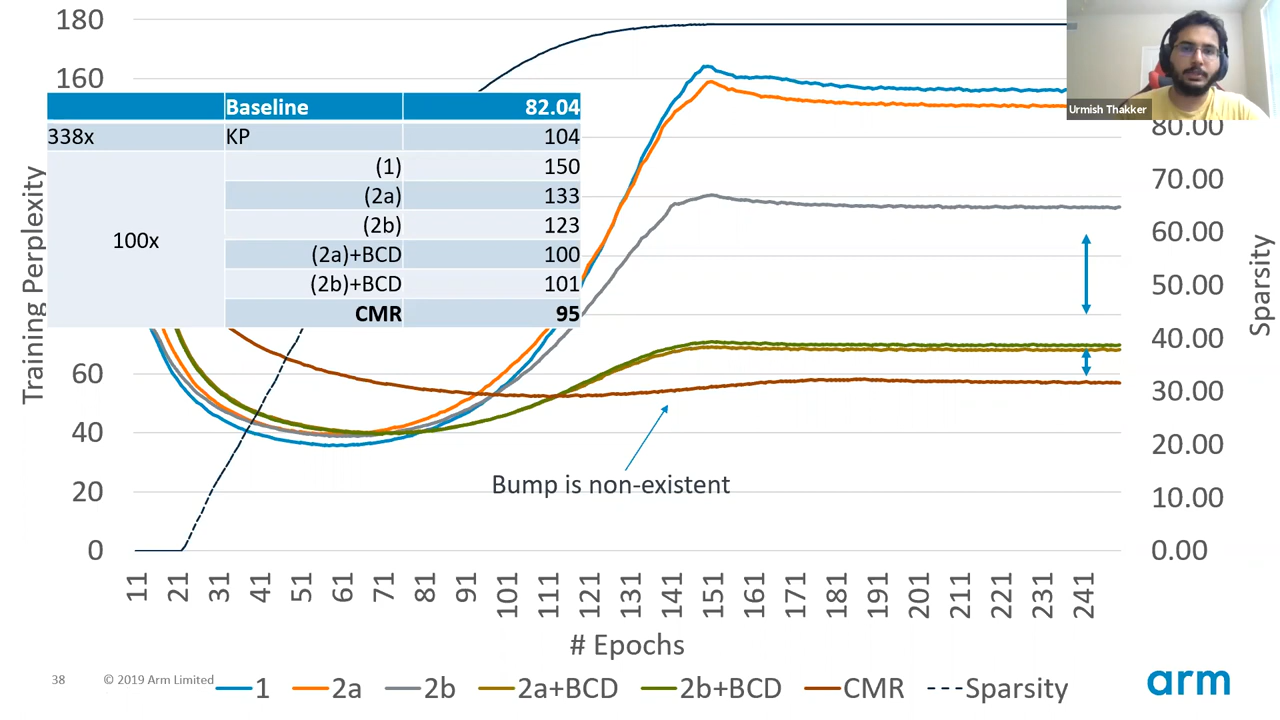 180
160
Baseline 82.04
338x KP 104
100x
(1) 150
(2a) 133
(2b) 123
(2a)+BCD 100
(2b)+BCD 101
CMR 95
60
40
20
0
Training Perplexity
Urmish Thakker
80.00
70.00
60.00
50.00
40.00
30.00
20.00
10.00
0.00
Sparsity
Bump is non-existent
11 21 31 41 51 61 71 81 91 101 111 121 131 141 151 161 171 181 191 201 211 221 231 241
# Epochs
38 © 2019 Arm Limited
1 2a 2b 2a+BCD 2b+BCD CMR Sparsity
arm